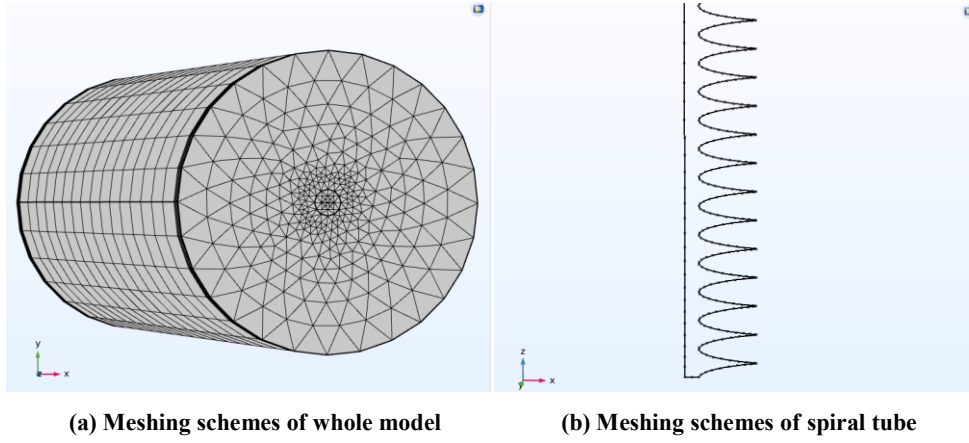 y
z x
z
y x
(a) Meshing schemes of whole model
(b) Meshing schemes of spiral tube